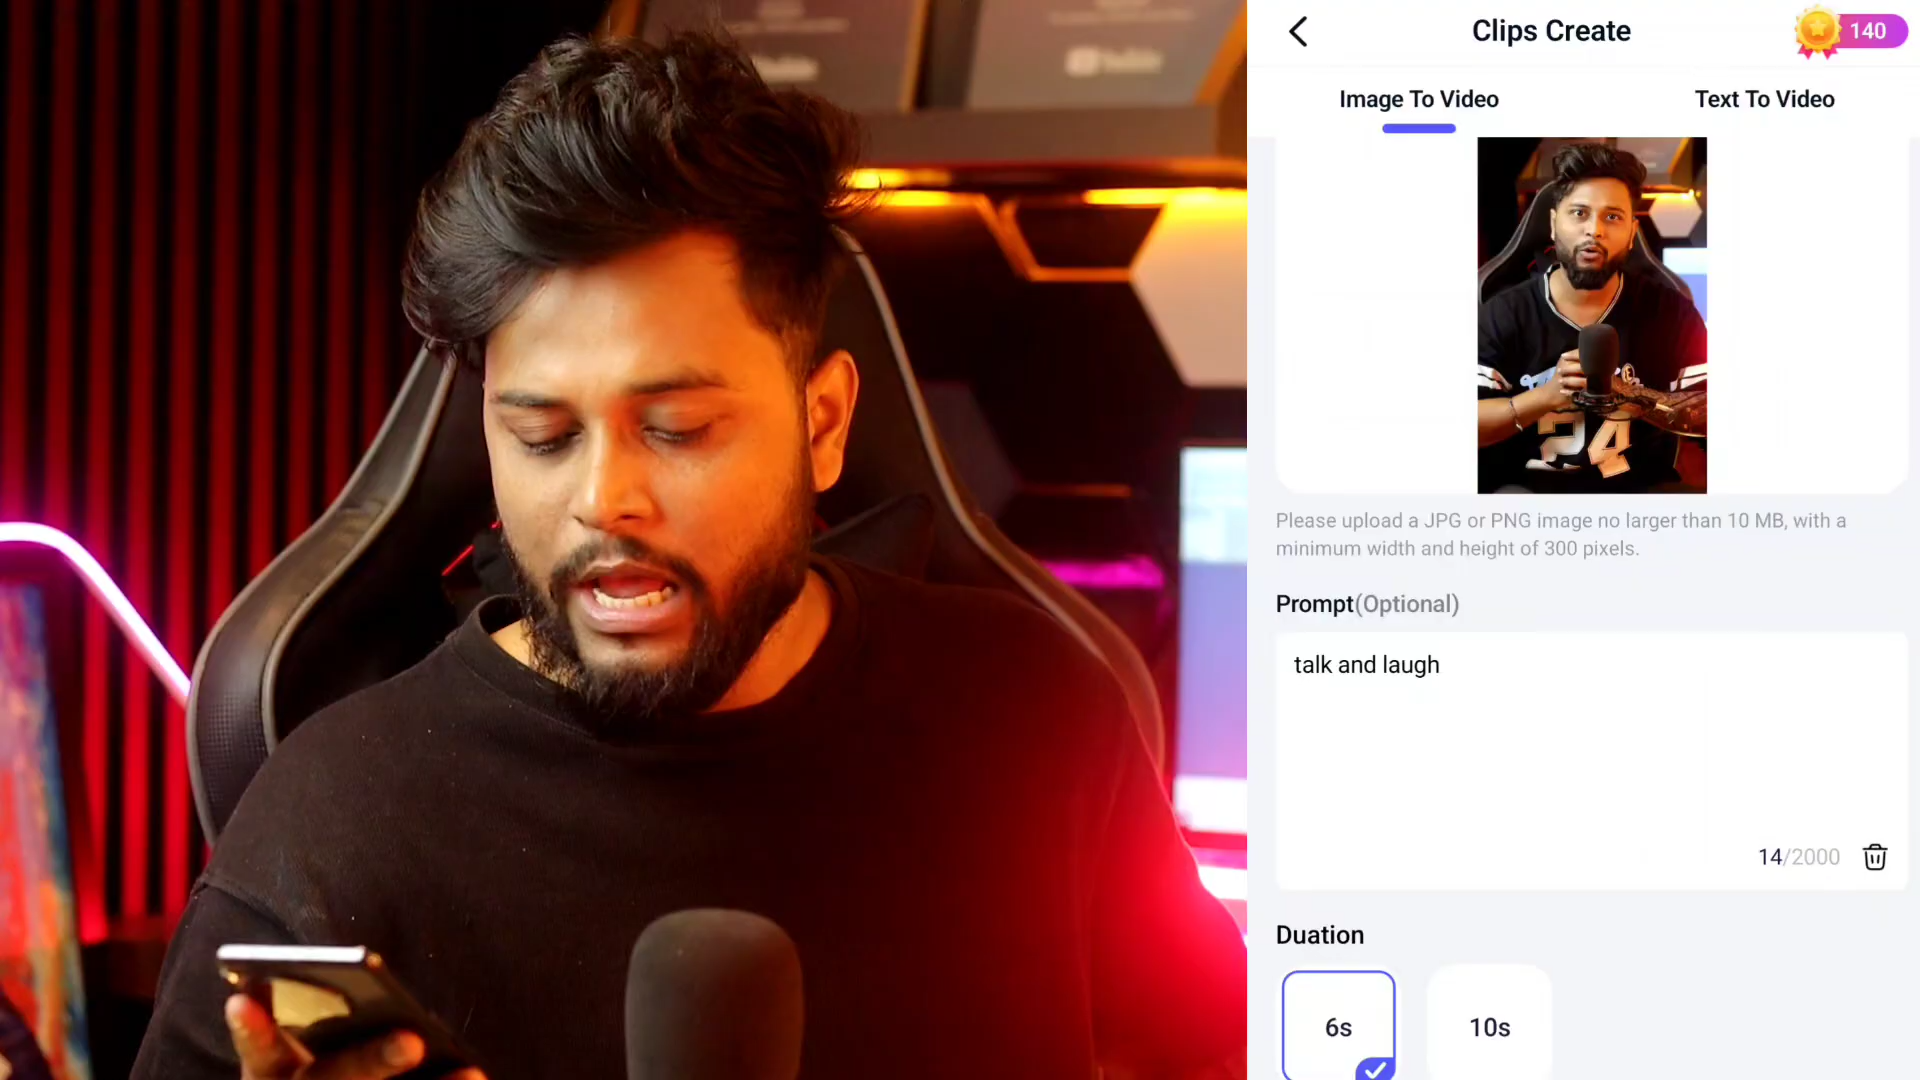 Clips Create
140
Image To Video
Text To Video
24
Please upload a JPG or PNG image no larger than 10 MB, with a
minimum width and height of 300 pixels.
Prompt(Optional)
talk and laugh
14/2000
Duation
6s
10s